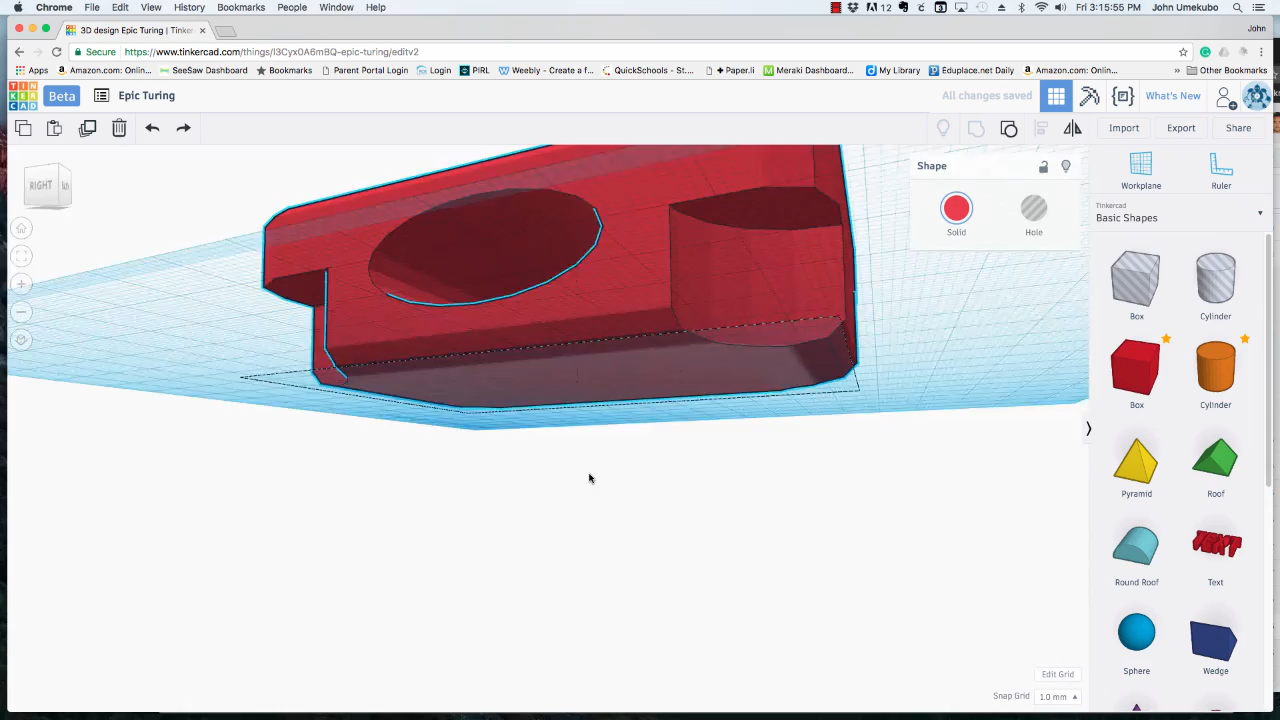 Chrome File Edit View History Bookmarks People Window Help 12 3 Fri 3:15:55 PM John Umekubo
3D design Epic Turing | Tinker John
Secure https://www.tinkercad.com/things/l3Cyx0A6mBQ-epic-turing/editv2
Apps Amazon.com: Onlin... SeeSaw Dashboard Bookmarks Parent Portal Login Login PIRL Weebly - Create a f... QuickSchools - St.... Paper.li Meraki Dashboard... My Library Eduplace.net Daily Amazon.com: Onlin... » Other Bookmarks
TIN KER CAD Beta Epic Turing All changes saved What's New
Import Export Share
RIGHT
Shape
Solid Hole
Workplane Ruler
Tinkercad
Basic Shapes
Box Cylinder
Box Cylinder
Pyramid Roof
TEXT
Round Roof Text
Sphere Wedge
Edit Grid
Snap Grid 1.0 mm